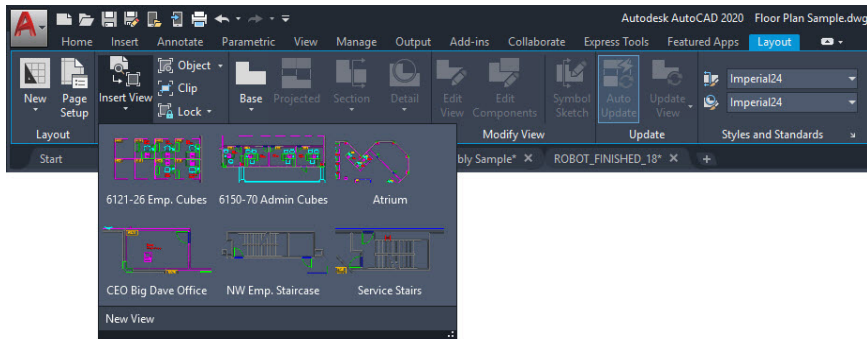 Autodesk AutoCAD 2020 Floor Plan Sample.dwg
Home Insert Annotate Parametric View Manage Output Add-ins Collaborate Express Tools Featured Apps Layout
New
Page Setup
Insert View
Object
Clip
Lock
Base
Projected
Section
Detail
Edit View
Edit Components
Symbol Sketch
Auto Update
Update View
Imperial24
Imperial24
Layout
Modify View
Update
Styles and Standards
Start
bly Sample*
ROBOT_FINISHED_18*
6121-26 Emp. Cubes
6150-70 Admin Cubes
Atrium
CEO Big Dave Office
NW Emp. Staircase
Service Stairs
New View